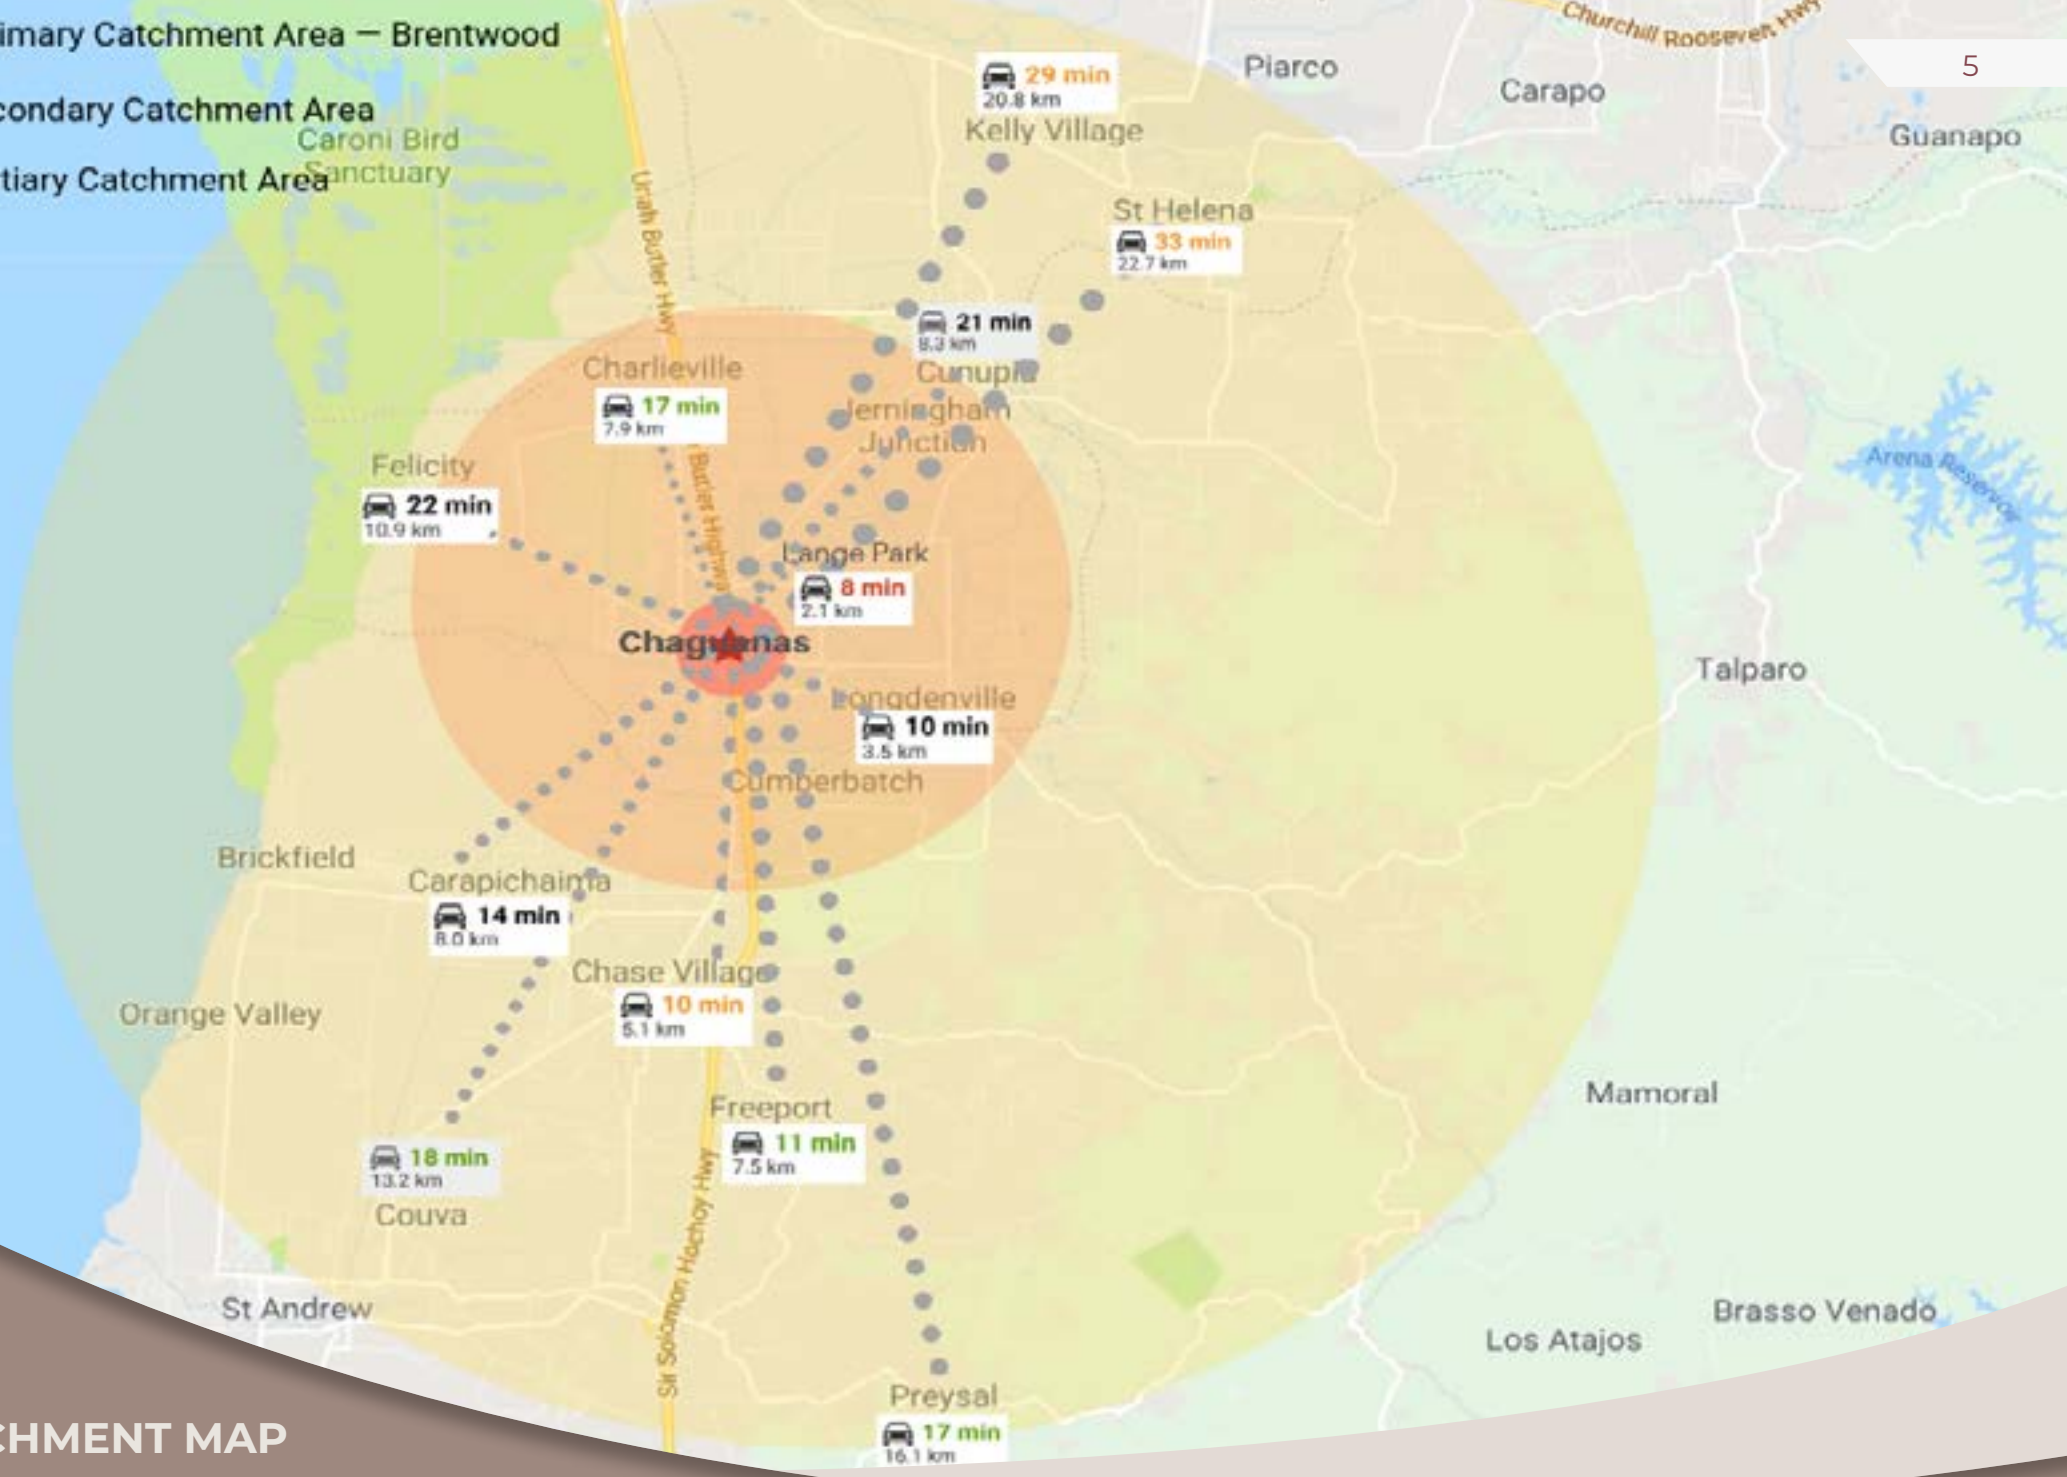 imary Catchment Area — Brentwood
condary Catchment Area
tiary Catchment Area
Caroni Bird
Sanctuary
Churchill Roosevelt Hwy
5
Piarco
Carapo
Guanapo
29 min
20.8 km
Kelly Village
St Helena
33 min
22.7 km
Uriah Butler Hwy
21 min
8.3 km
Cunupia
Jerningham
Junction
Charlieville
17 min
7.9 km
Felicity
22 min
10.9 km
Butler Highway
Arena Reservoir
Lange Park
8 min
2.1 km
Chaguanas
Longdenville
10 min
3.5 km
Talparo
Cumberbatch
Brickfield
Carapichaima
14 min
8.0 km
Chase Village
10 min
5.1 km
Orange Valley
Mamoral
Freeport
11 min
7.5 km
18 min
13.2 km
Couva
Sir Solomon Hochoy Hwy
St Andrew
Brasso Venado
Los Atajos
Preysal
17 min
16.1 km
CHMENT MAP